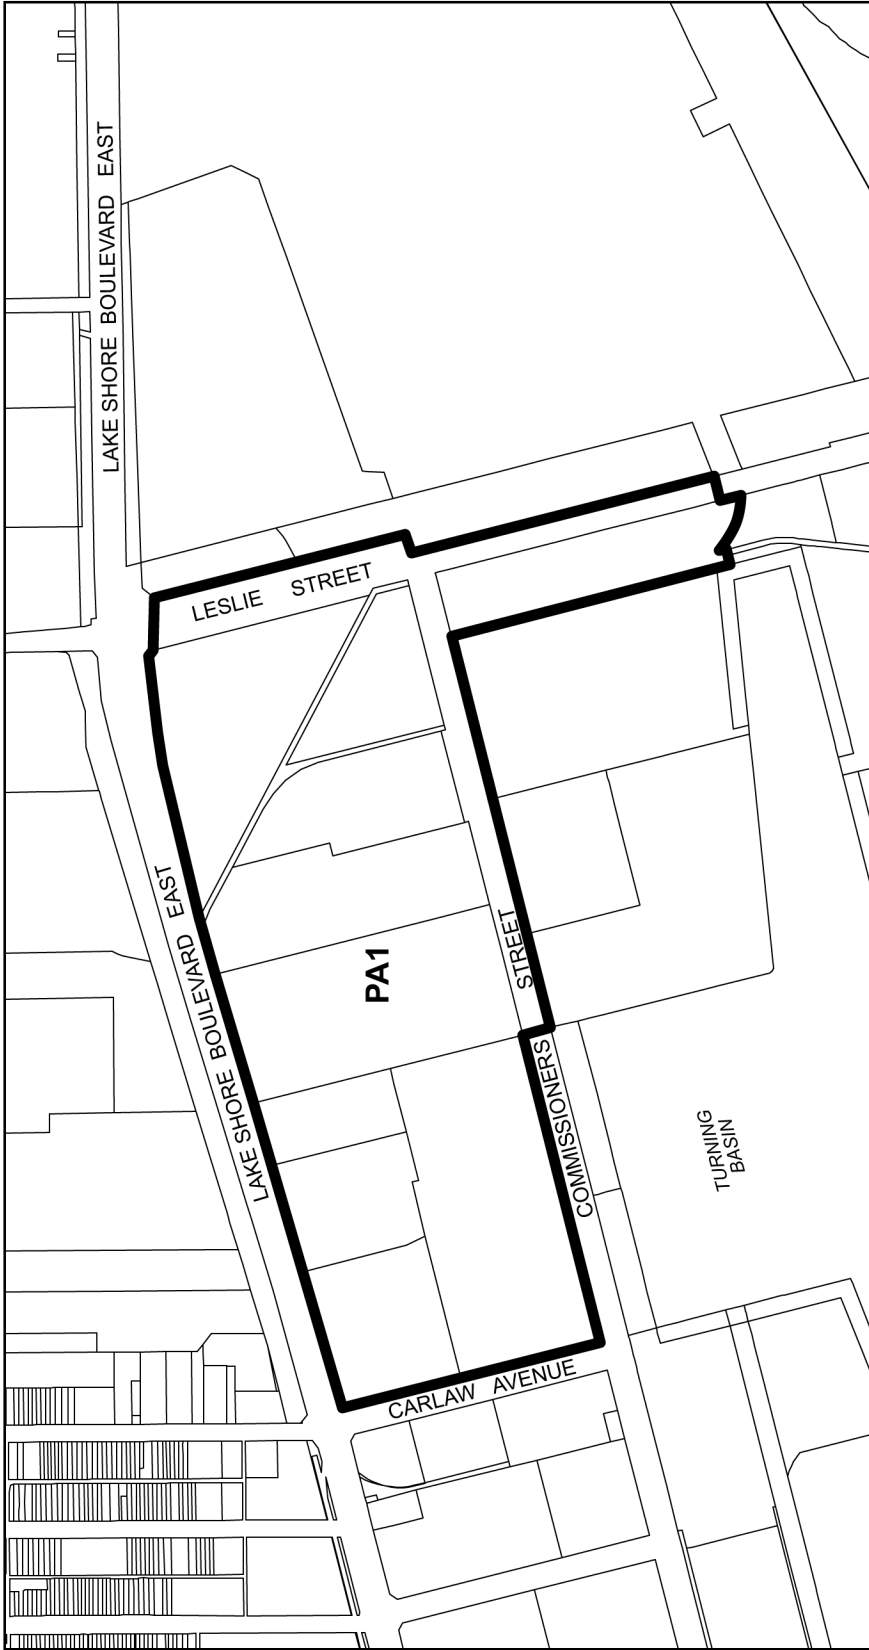 LAKE SHORE BOULEVARD EAST
LESLIE STREET
LAKE SHORE BOULEVARD EAST
PA1
COMMISSIONERS STREET
TURNING
BASIN
CARLAW AVENUE